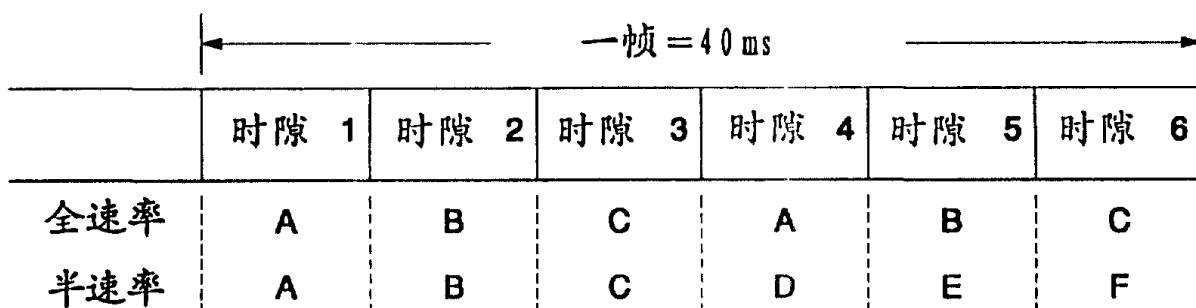 一帧=40ms
时隙 1 时隙 2 时隙 3 时隙 4 时隙 5 时隙 6
全速率 A B C A B C
半速率 A B C D E F